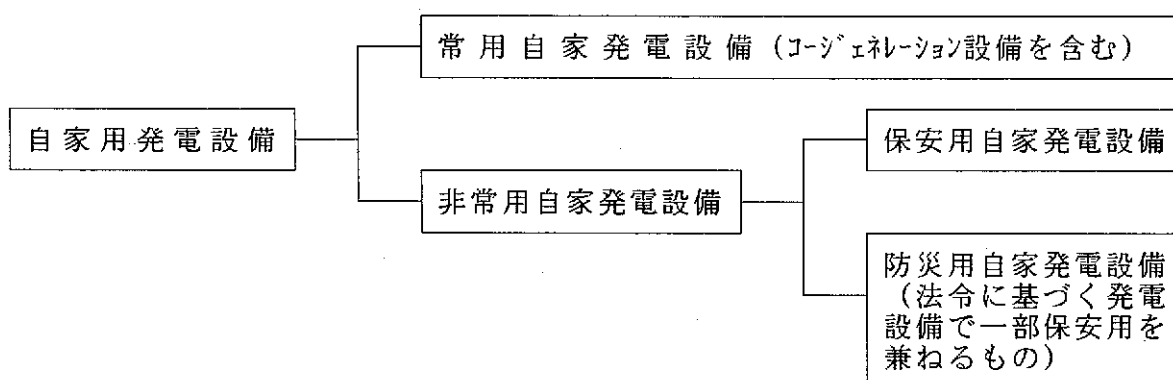 常用自家発電設備(コージェネレーション設備を含む)
自家用発電設備
保安用自家発電設備
非常用自家発電設備
防災用自家発電設備
(法令に基づく発電
設備で一部保安用を
兼ねるもの)